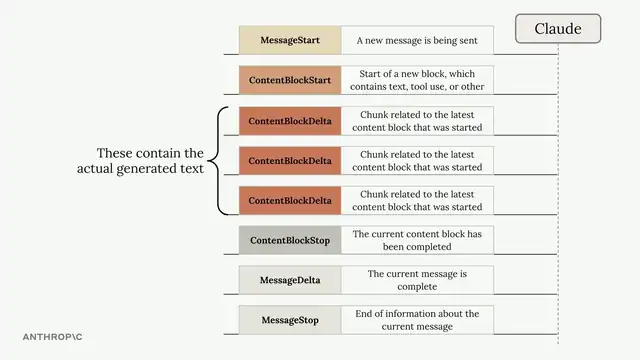 Claude
MessageStart
A new message is being sent
ContentBlockStart
Start of a new block, which
contains text, tool use, or other
These contain the
actual generated text
ContentBlockDelta
Chunk related to the latest
content block that was started
ContentBlockDelta
Chunk related to the latest
content block that was started
ContentBlockDelta
Chunk related to the latest
content block that was started
ContentBlockStop
The current content block has
been completed
MessageDelta
The current message is
complete
MessageStop
End of information about the
current message
ANTHROP\C